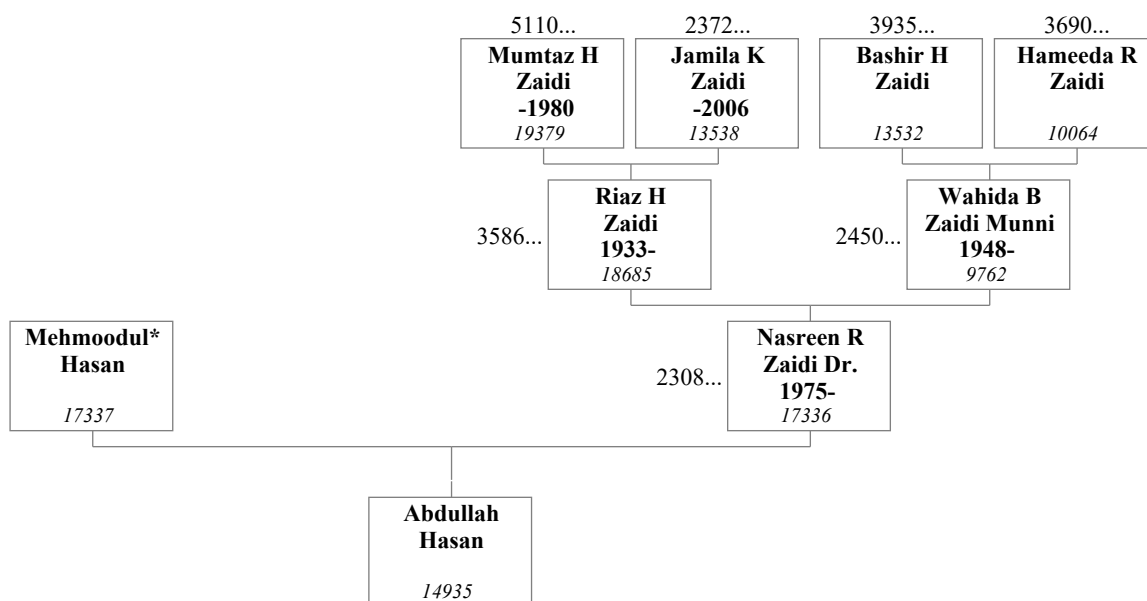 5110...
2372...
3935...
3690...
Mumtaz H
Zaidi
-1980
19379
Jamila K
Zaidi
-2006
13538
Bashir H
Zaidi
13532
Hameeda R
Zaidi
10064
3586...
Riaz H
Zaidi
1933-
18685
2450...
Wahida B
Zaidi Munni
1948-
9762
Mehmoodul*
Hasan
17337
2308...
Nasreen R
Zaidi Dr.
1975-
17336
Abdullah
Hasan
14935